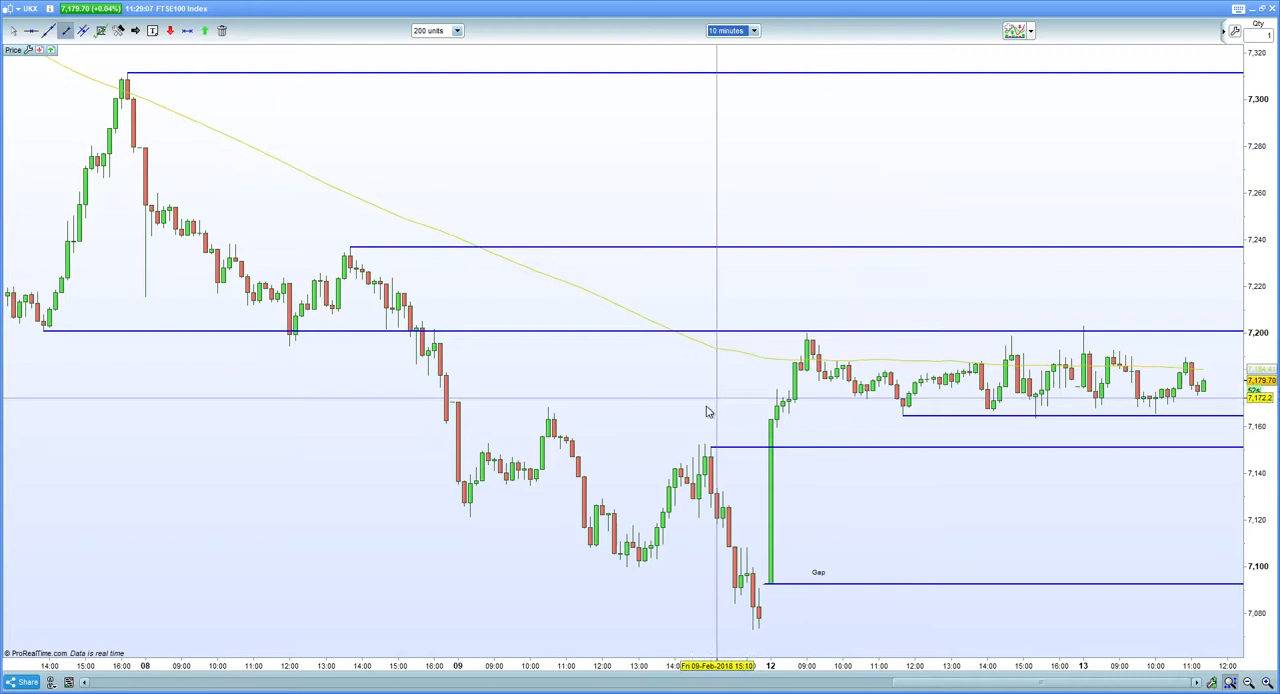 UKX 7,179.70 (+0.04%) 11:29:07 FTSE100 Index
200 units 10 minutes Qty
1
Price
7,320
7,300
7,280
7,260
7,240
7,220
7,200
7,184.41
7,179.70
52s
7,172.2
7,160
7,140
7,120
7,100
7,080
Gap
© ProRealTime.com Data is real time
14:00 15:00 16:00 08 09:00 10:00 11:00 12:00 13:00 14:00 15:00 16:00 09 09:00 10:00 11:00 12:00 13:00 14:00 Fri 09-Feb-2018 15:10 12 09:00 10:00 11:00 12:00 13:00 14:00 15:00 16:00 13 09:00 10:00 11:00 12:00
Share